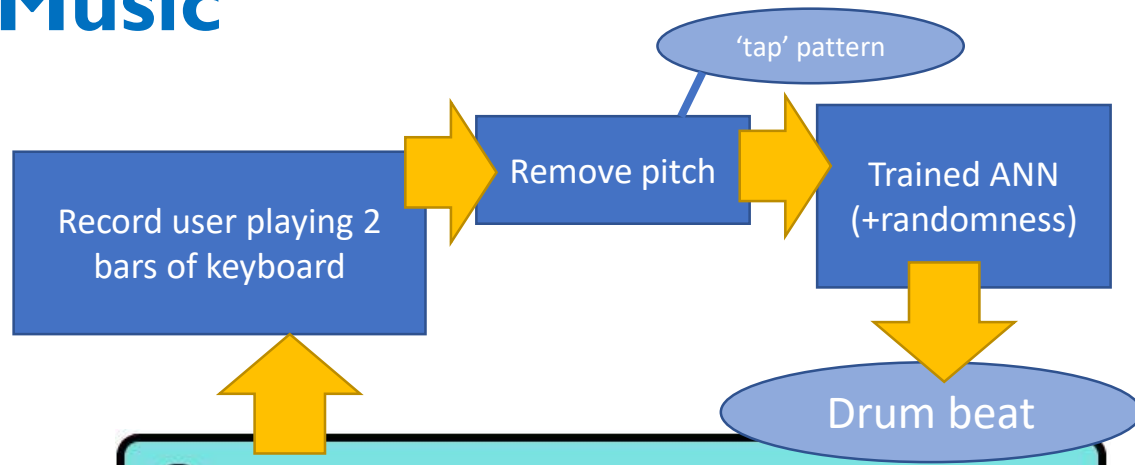 Music
'tap' pattern
Record user playing 2
bars of keyboard
Remove pitch
Trained ANN
(+randomness)
Drum beat